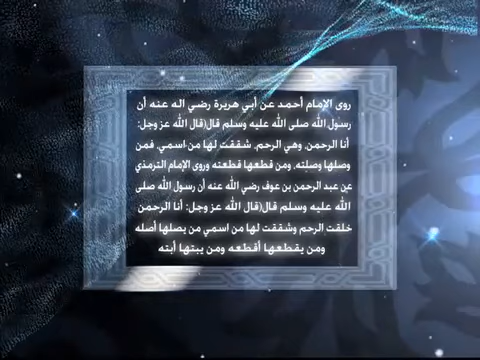 روى الإمام أحمد عن أبي هريرة رضي اله عنه أن
رسول الله صلى الله عليه وسلم قال(قال الله عز وجل:
أنا الرحمن, وهي الرحم, شققت لها من اسمي, فمن
وصلها وصلته, ومن قطعها قطعته وروى الإمام الترمذي
عن عبد الرحمن بن عوف رضي الله عنه أن رسول الله صلى
الله عليه وسلم قال(قال الله عز وجل: أنا الرحمن
خلقت الرحم وشققت لها من اسمي من يصلها أصله
ومن يقطعها أقطعه ومن يبتها أبته